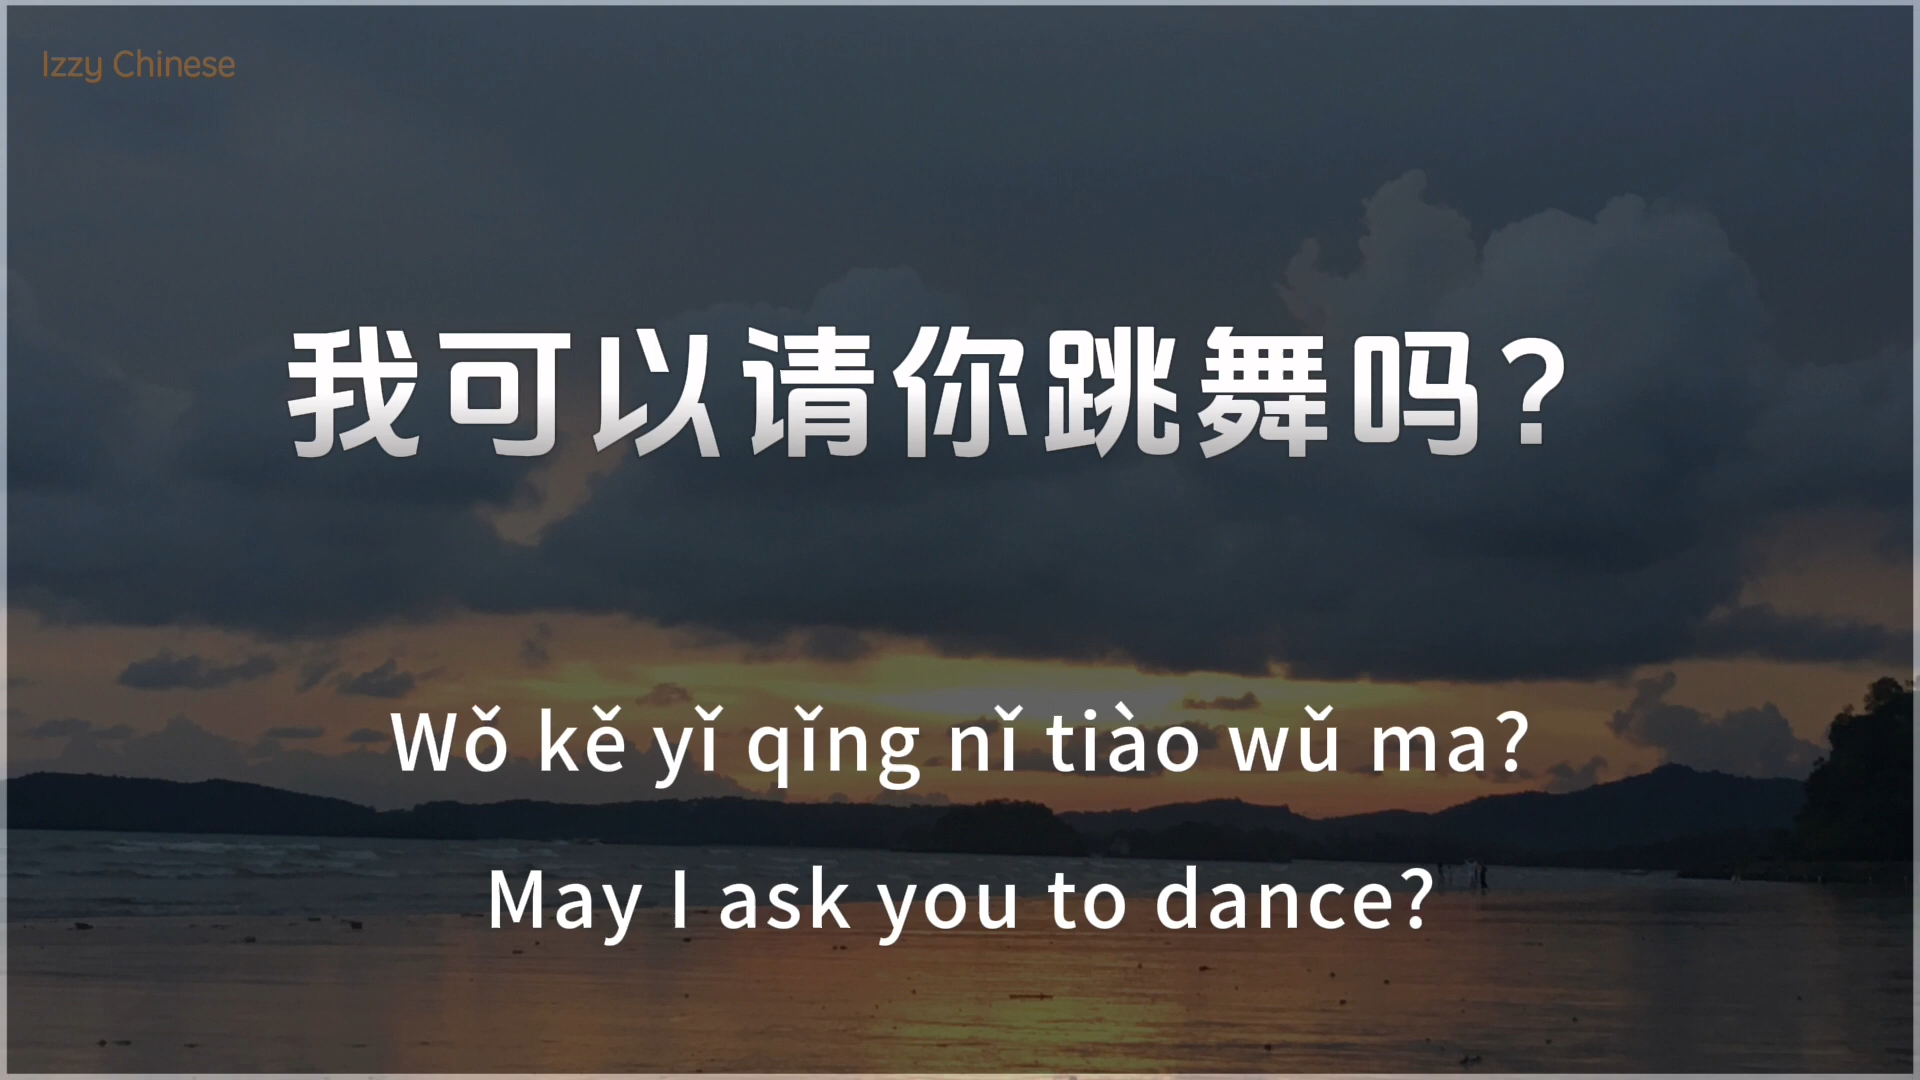 Izzy Chinese
我可以请你跳舞吗？
Wǒ kě yǐ qǐng nǐ tiào wǔ ma?
May I ask you to dance?